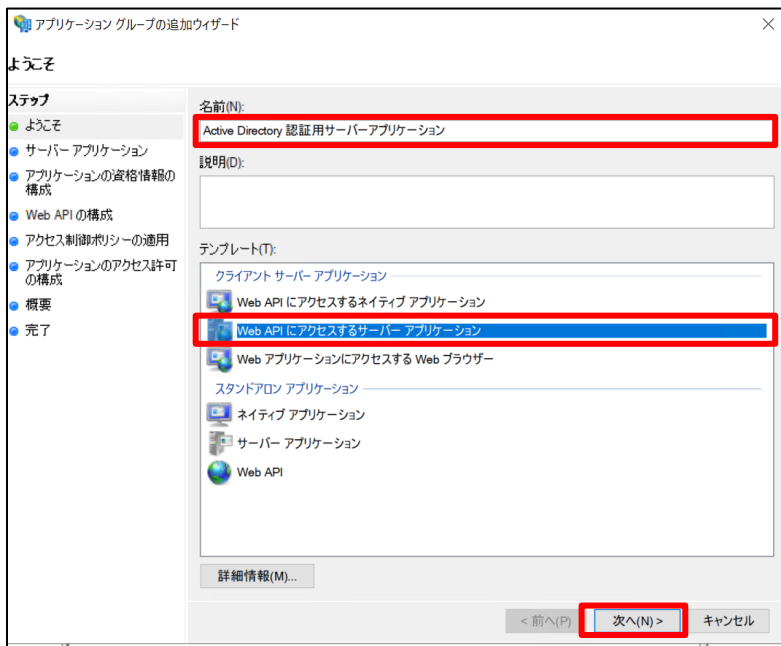 アプリケーション グループの追加ウィザード
ようこそ
ステップ
ようこそ
サーバー アプリケーション
アプリケーションの資格情報の
構成
Web API の構成
アクセス制御ポリシーの適用
アプリケーションのアクセス許可
の構成
概要
完了
名前(N):
Active Directory 認証用サーバーアプリケーション
説明(D):
テンプレート(T):
クライアント サーバー アプリケーション
Web API にアクセスするネイティブ アプリケーション
Web API にアクセスするサーバー アプリケーション
Web アプリケーションにアクセスする Web ブラウザー
スタンドアロン アプリケーション
ネイティブ アプリケーション
サーバー アプリケーション
Web API
詳細情報(M)...
< 前へ(P)
次へ(N) >
キャンセル